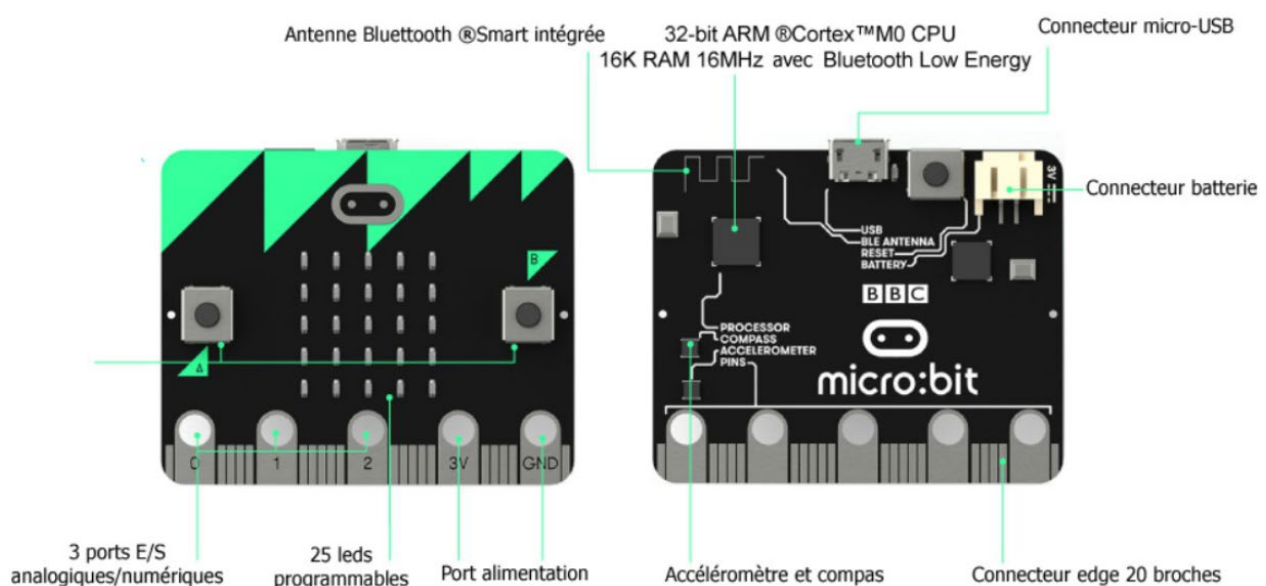 Antenne Bluettooth ®Smart intégrée
32-bit ARM ®Cortex™M0 CPU
16K RAM 16MHz avec Bluetooth Low Energy
Connecteur micro-USB
Connecteur batterie
3V
USB
BLE ANTENNA
RESET
BATTERY
B
BBC
PROCESSOR
COMPASS
ACCELEROMETER
PINS
A
micro:bit
0
1
2
3V
GND
3 ports E/S
analogiques/numériques
25 leds
programmables
Port alimentation
Accéléromètre et compas
Connecteur edge 20 broches